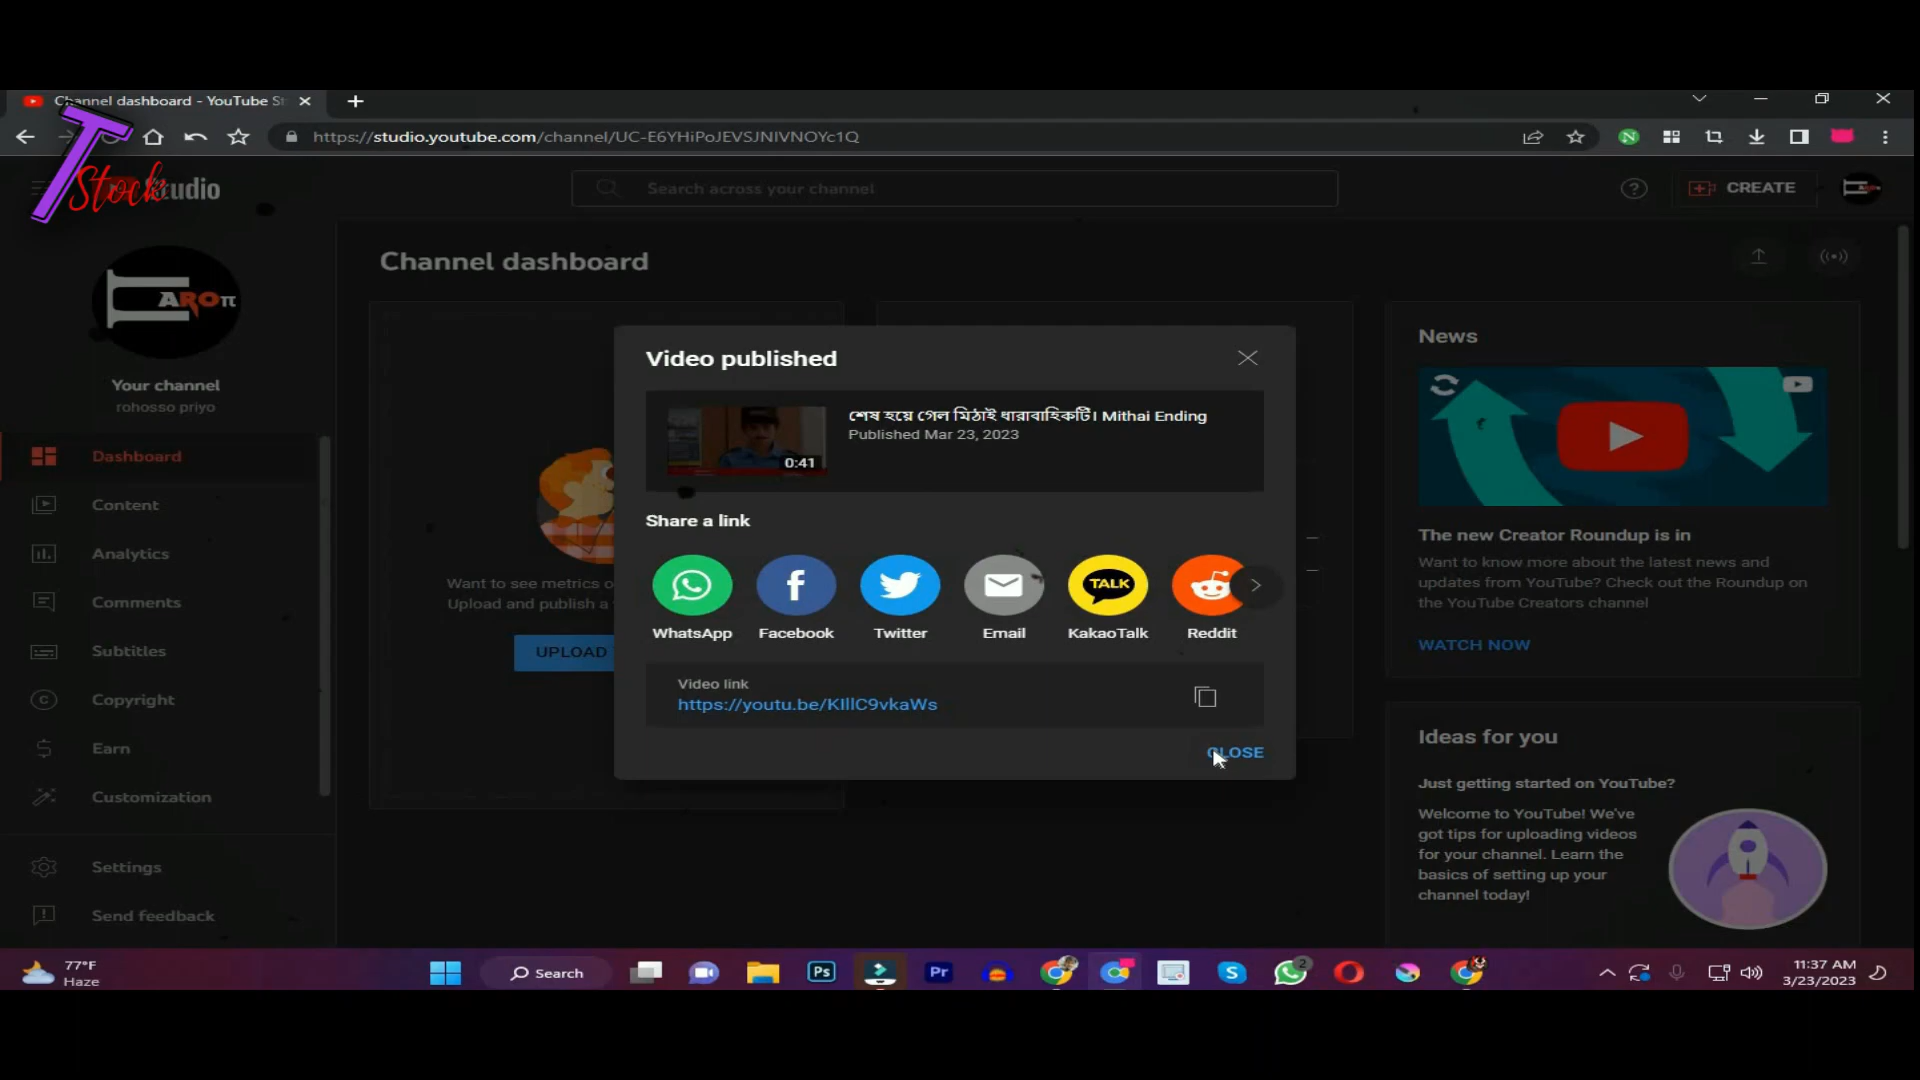 Channel dashboard - YouTube St
https://studio.youtube.com/channel/UC-E6YHiPoJEVSJNIVNOYc1Q
T
Stock
Studio
Search across your channel
CREATE
Channel dashboard
AROπ
Your channel
rohosso priyo
Dashboard
Content
Analytics
Comments
Subtitles
Copyright
Earn
Customization
Settings
Send feedback
Want to see metrics o
Upload and publish a
UPLOAD
Video published
শেষ হয়ে গেল মিঠাই ধারাবাহিকটি। Mithai Ending
Published Mar 23, 2023
0:41
Share a link
WhatsApp
Facebook
Twitter
Email
TALK
KakaoTalk
Reddit
Video link
https://youtu.be/KIllC9vkaWs
CLOSE
News
The new Creator Roundup is in
Want to know more about the latest news and
updates from YouTube? Check out the Roundup on
the YouTube Creators channel
WATCH NOW
Ideas for you
Just getting started on YouTube?
Welcome to YouTube! We've
got tips for uploading videos
for your channel. Learn the
basics of setting up your
channel today!
77°F
Haze
Search
Ps
Pr
2
11:37 AM
3/23/2023